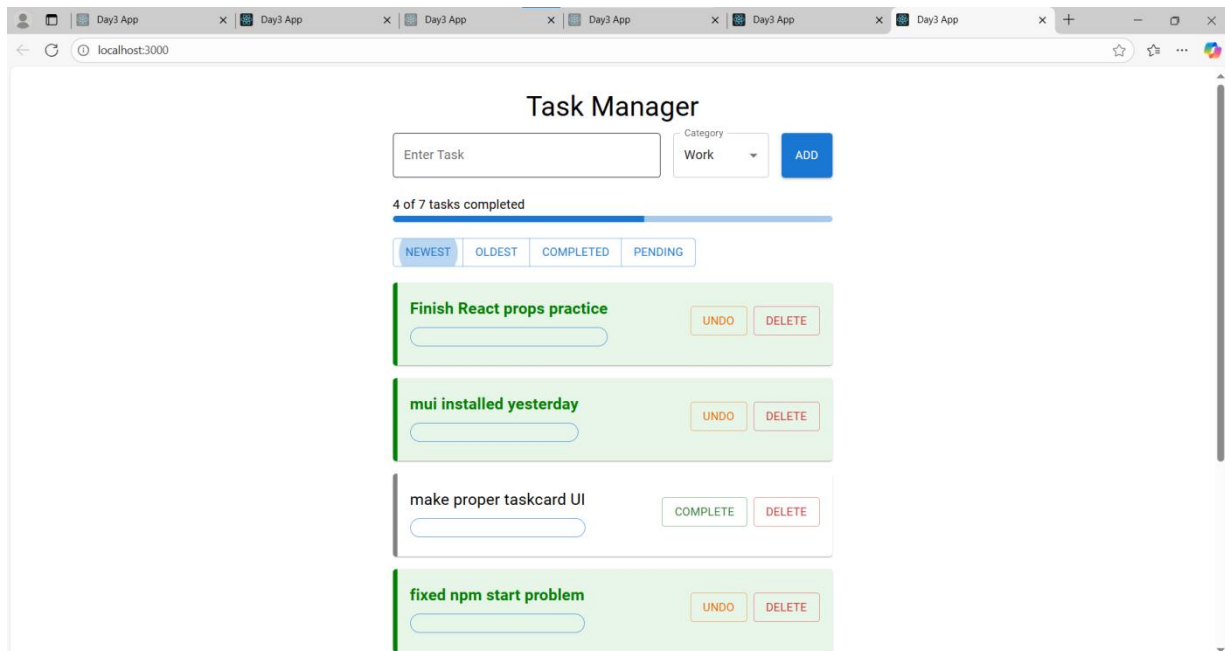 Day3 App
Day3 App
Day3 App
Day3 App
Day3 App
Day3 App
localhost:3000
Task Manager
Category
Enter Task
Work
ADD
4 of 7 tasks completed
NEWEST OLDEST COMPLETED PENDING
Finish React props practice
UNDO DELETE
mui installed yesterday
UNDO DELETE
make proper taskcard UI
COMPLETE DELETE
fixed npm start problem
UNDO DELETE